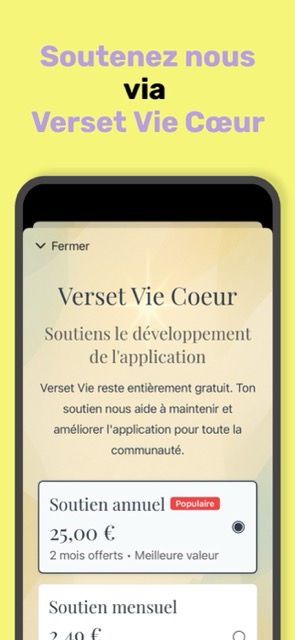 Soutenez nous
via
Verset Vie Cœur
Fermer
Verset Vie Coeur
Soutiens le développement
de l'application
Verset Vie reste entièrement gratuit. Ton
soutien nous aide à maintenir et
améliorer l'application pour toute la
communauté.
Soutien annuel Populaire
25,00 €
2 mois offerts • Meilleure valeur
Soutien mensuel
2,49 €